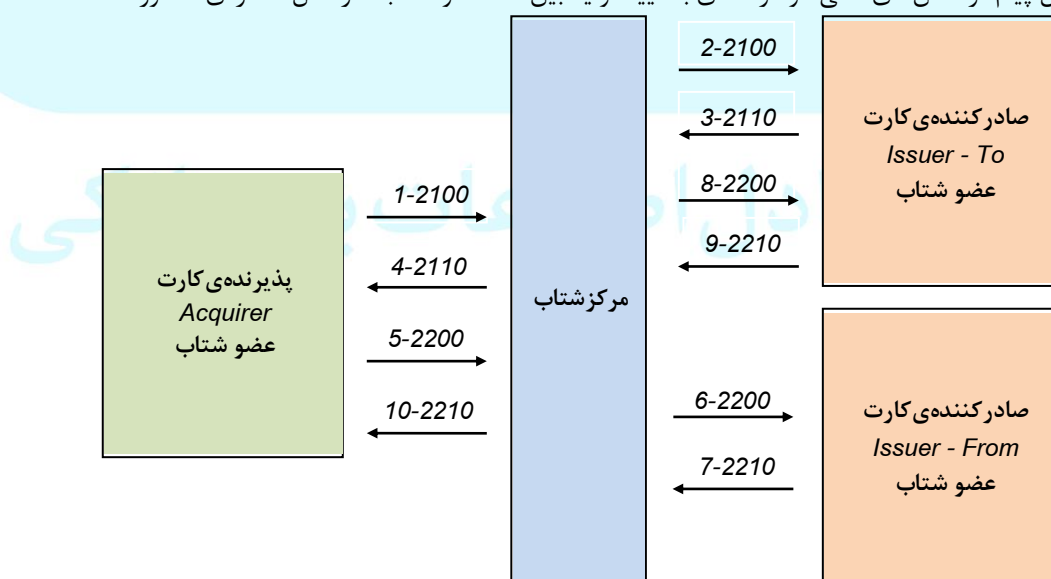 2-2100
3-2110
8-2200
9-2210
صادرکننده‌ی کارت
Issuer - To
عضو شتاب
1-2100
4-2110
5-2200
10-2210
پذیرنده‌ی کارت
Acquirer
عضو شتاب
مرکزشتاب
6-2200
7-2210
صادرکننده‌ی کارت
Issuer - From
عضو شتاب